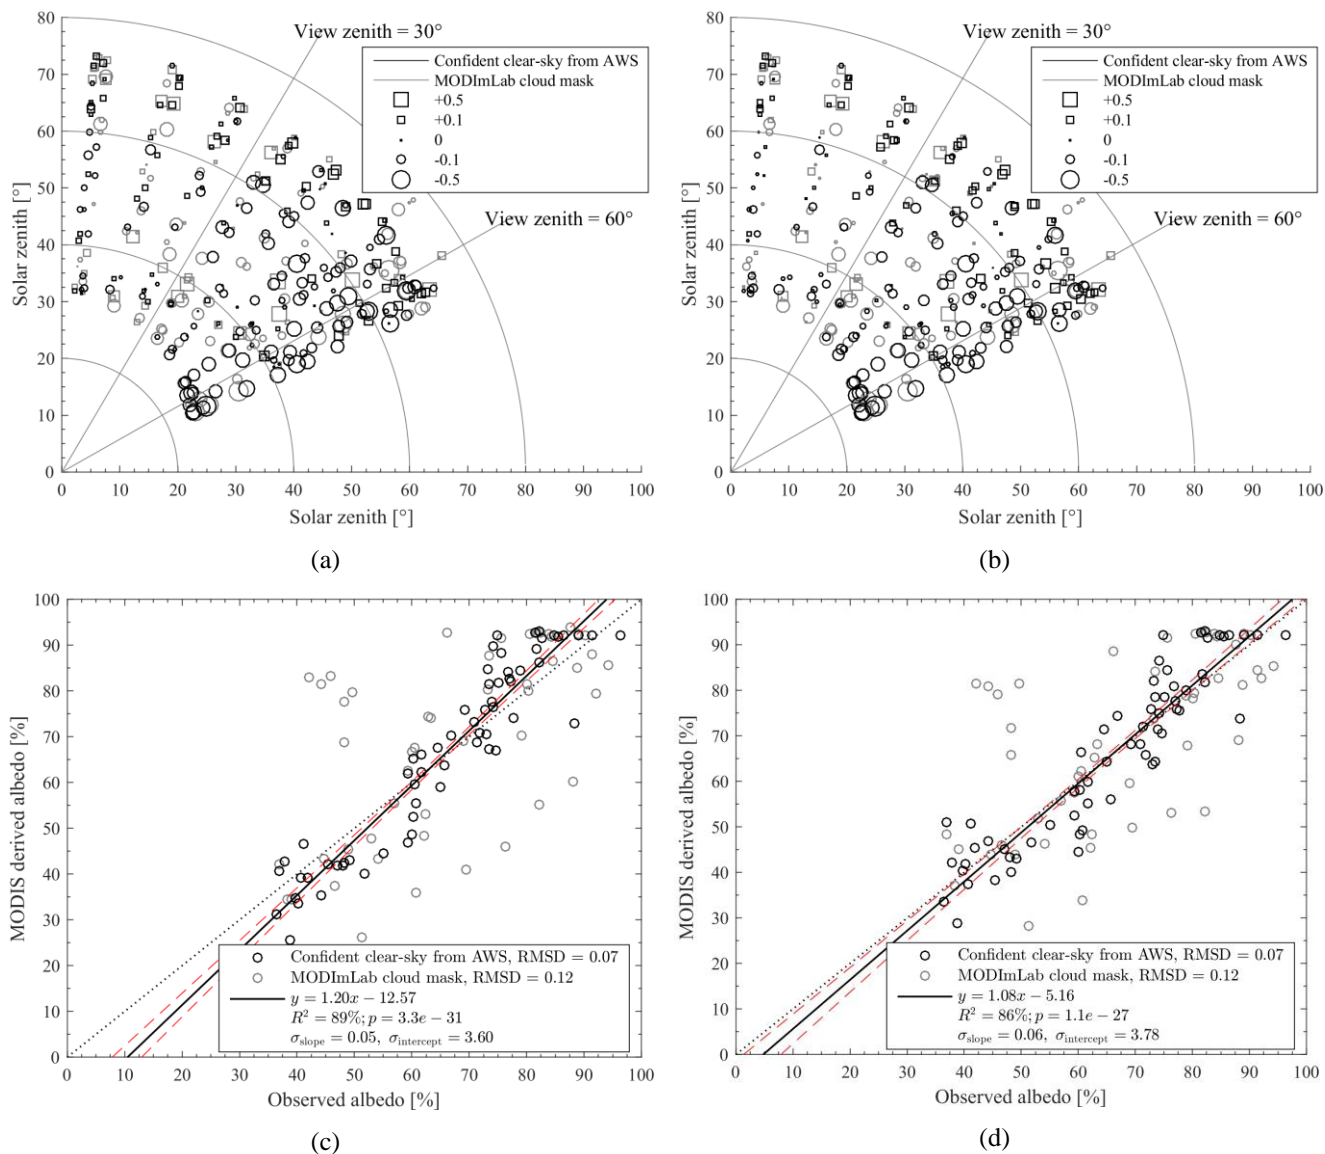 80
70
60
50
40
30
20
10
0
Solar zenith [°]
View zenith = 30°
Confident clear-sky from AWS
MODImLab cloud mask
+0.5
+0.1
0
-0.1
-0.5
View zenith = 60°
0 10 20 30 40 50 60 70 80 90 100
Solar zenith [°]
(a)
80
70
60
50
40
30
20
10
0
Solar zenith [°]
View zenith = 30°
Confident clear-sky from AWS
MODImLab cloud mask
+0.5
+0.1
0
-0.1
-0.5
View zenith = 60°
0 10 20 30 40 50 60 70 80 90 100
Solar zenith [°]
(b)
100
90
80
70
60
50
40
30
20
10
0
MODIS derived albedo [%]
Confident clear-sky from AWS, RMSD = 0.07
MODImLab cloud mask, RMSD = 0.12
y = 1.20x − 12.57
R² = 89%; p = 3.3e − 31
σslope = 0.05, σintercept = 3.60
0 10 20 30 40 50 60 70 80 90 100
Observed albedo [%]
(c)
100
90
80
70
60
50
40
30
20
10
0
MODIS derived albedo [%]
Confident clear-sky from AWS, RMSD = 0.07
MODImLab cloud mask, RMSD = 0.12
y = 1.08x − 5.16
R² = 86%; p = 1.1e − 27
σslope = 0.06, σintercept = 3.78
0 10 20 30 40 50 60 70 80 90 100
Observed albedo [%]
(d)